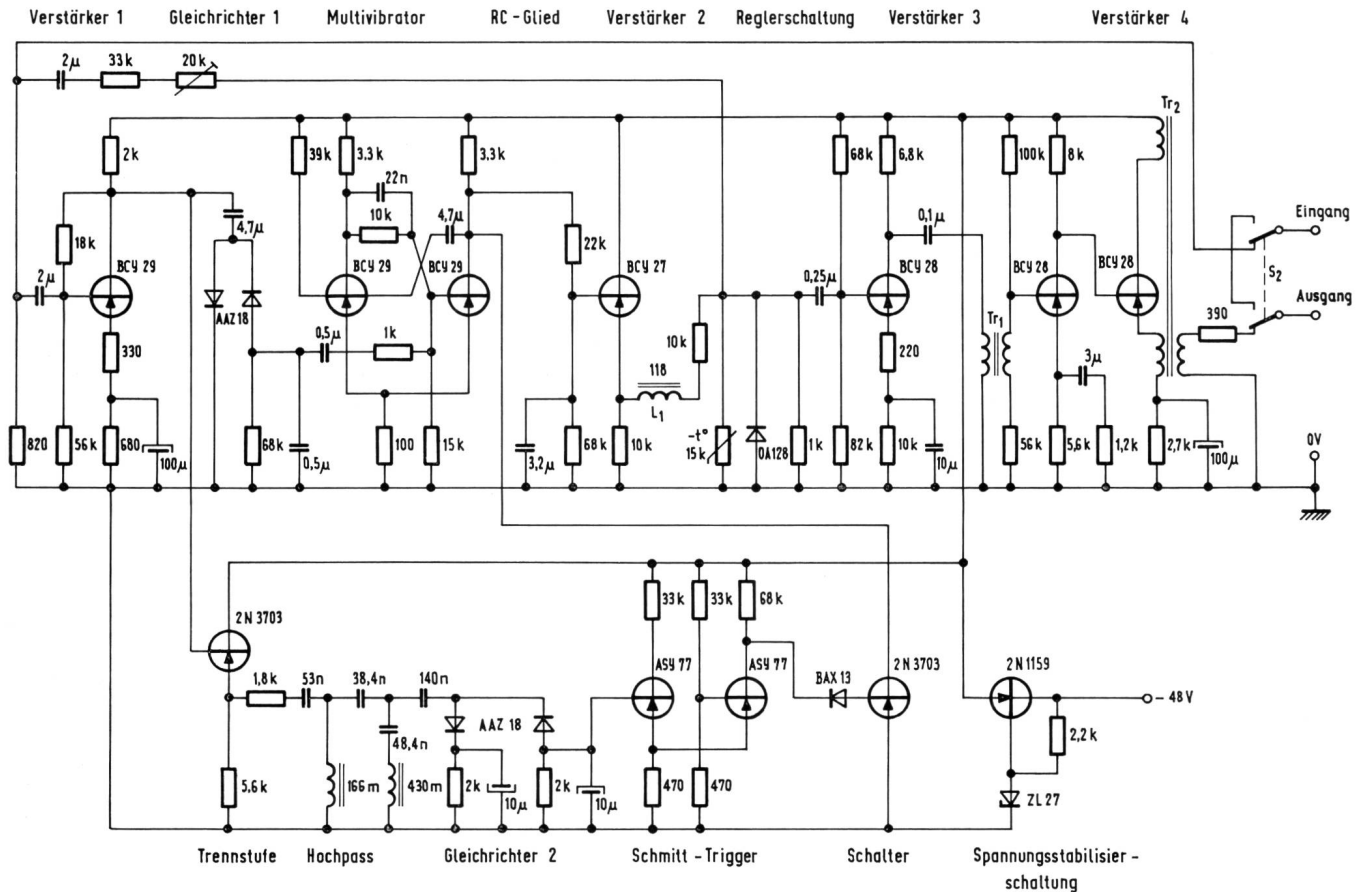 Verstärker 1 Gleichrichter 1 Multivibrator RC-Glied Verstärker 2 Reglerschaltung Verstärker 3 Verstärker 4
2µ 33k 20k
Tr2
2k 39k 3,3k 3,3k 68k 6,8k 100k 8k
22n
4,7µ 10k 4,7µ 0,1µ Eingang
18k 22k
BCY 29 BCY 29 BCY 29 BCY 27 BCY 28 BCY 28 BCY 28
2µ 0,25µ S2
AAZ 18 Ausgang
Tr1 390
330 0,5µ 1k 10k 220
118 3µ
L1
820 56k 680 68k 100 15k 68k 10k -t° 15k OA128 1k 82k 10k 56k 5,6k 1,2k 2,7k 0V
100µ 0,5µ 3,2µ 10µ 100µ
33k 33k 68k
2N 3703 ASY 77 ASY 77 2N 3703 2N 1159
1,8k 53n 38,4n 140n BAX 13 - 48V
AAZ 18
48,4n 2,2k
5,6k 166m 430m 2k 2k 470 470 ZL 27
10µ 10µ
Trennstufe Hochpass Gleichrichter 2 Schmitt-Trigger Schalter Spannungsstabilisier-
schaltung